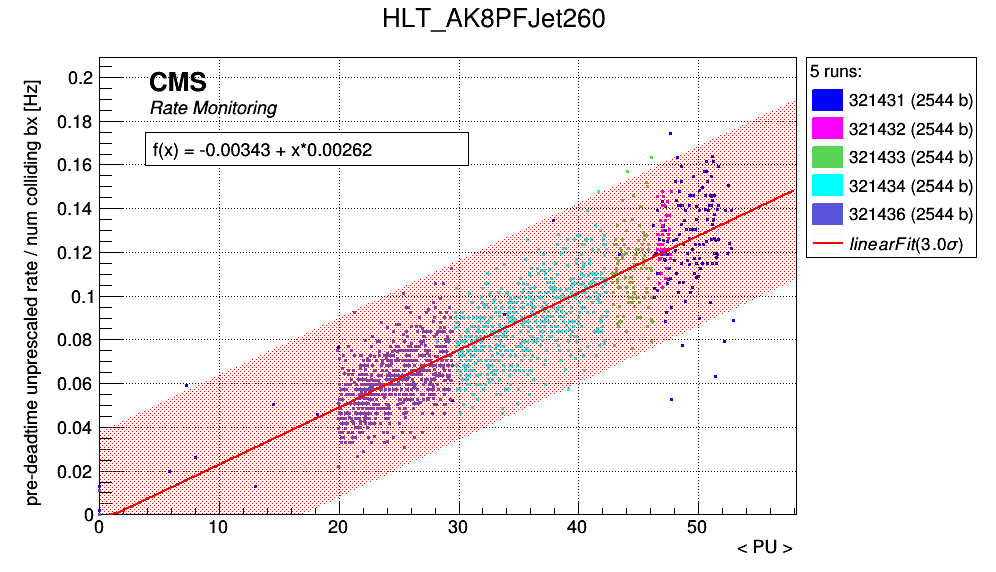 HLT_AK8PFJet260
pre-deadtime unprescaled rate / num colliding bx [Hz]
0.2
0.18
0.16
0.14
0.12
0.1
0.08
0.06
0.04
0.02
0
CMS
Rate Monitoring
f(x) = -0.00343 + x*0.00262
0 10 20 30 40 50
< PU >
5 runs:
321431 (2544 b)
321432 (2544 b)
321433 (2544 b)
321434 (2544 b)
321436 (2544 b)
linearFit(3.0σ)